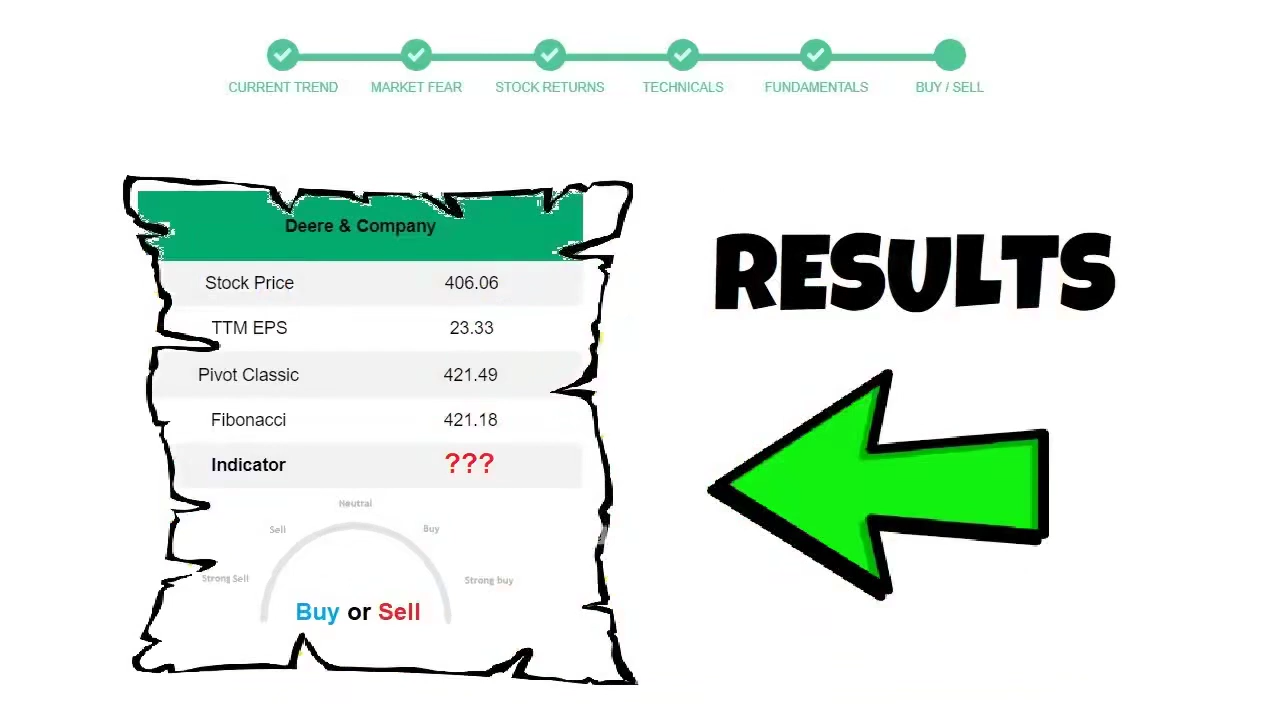 CURRENT TREND MARKET FEAR STOCK RETURNS TECHNICALS FUNDAMENTALS BUY / SELL
Deere & Company
RESULTS
Stock Price 406.06
TTM EPS 23.33
Pivot Classic 421.49
Fibonacci 421.18
Indicator ???
Neutral
Sell Buy
Strong Sell Strong buy
Buy or Sell